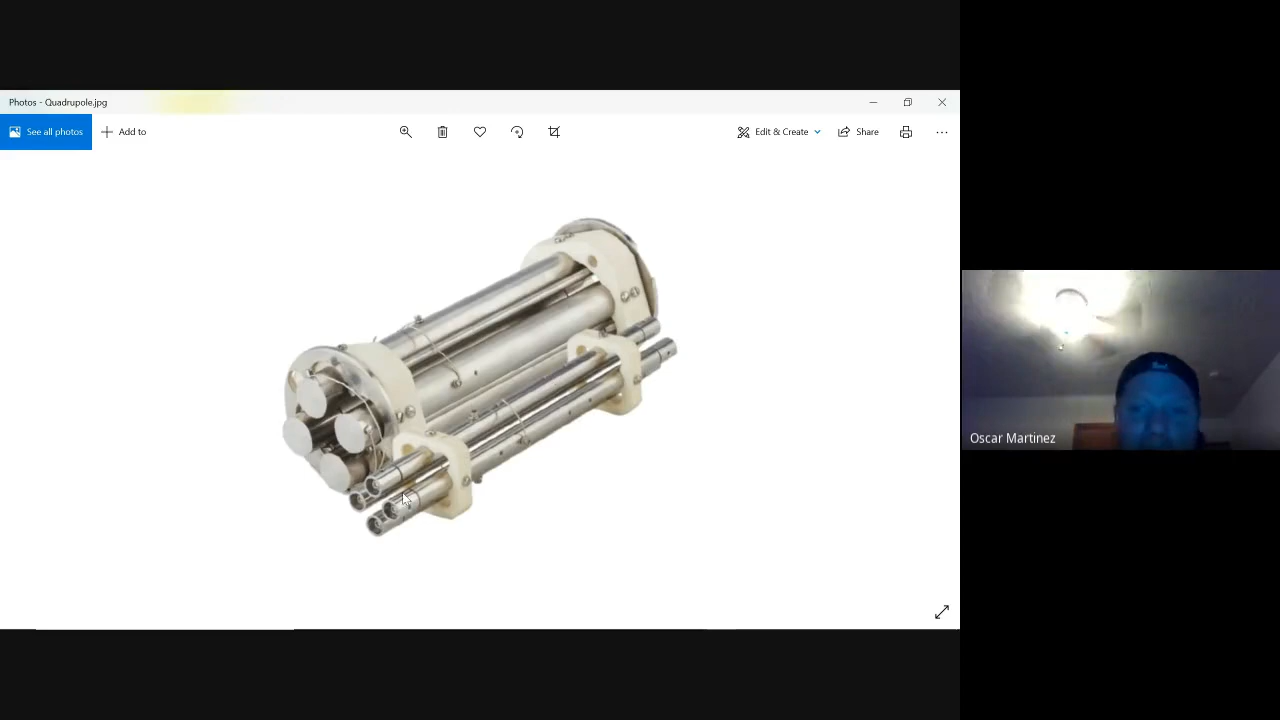 Photos - Quadrupole.jpg
See all photos
Add to
Edit & Create
Share
Oscar Martinez